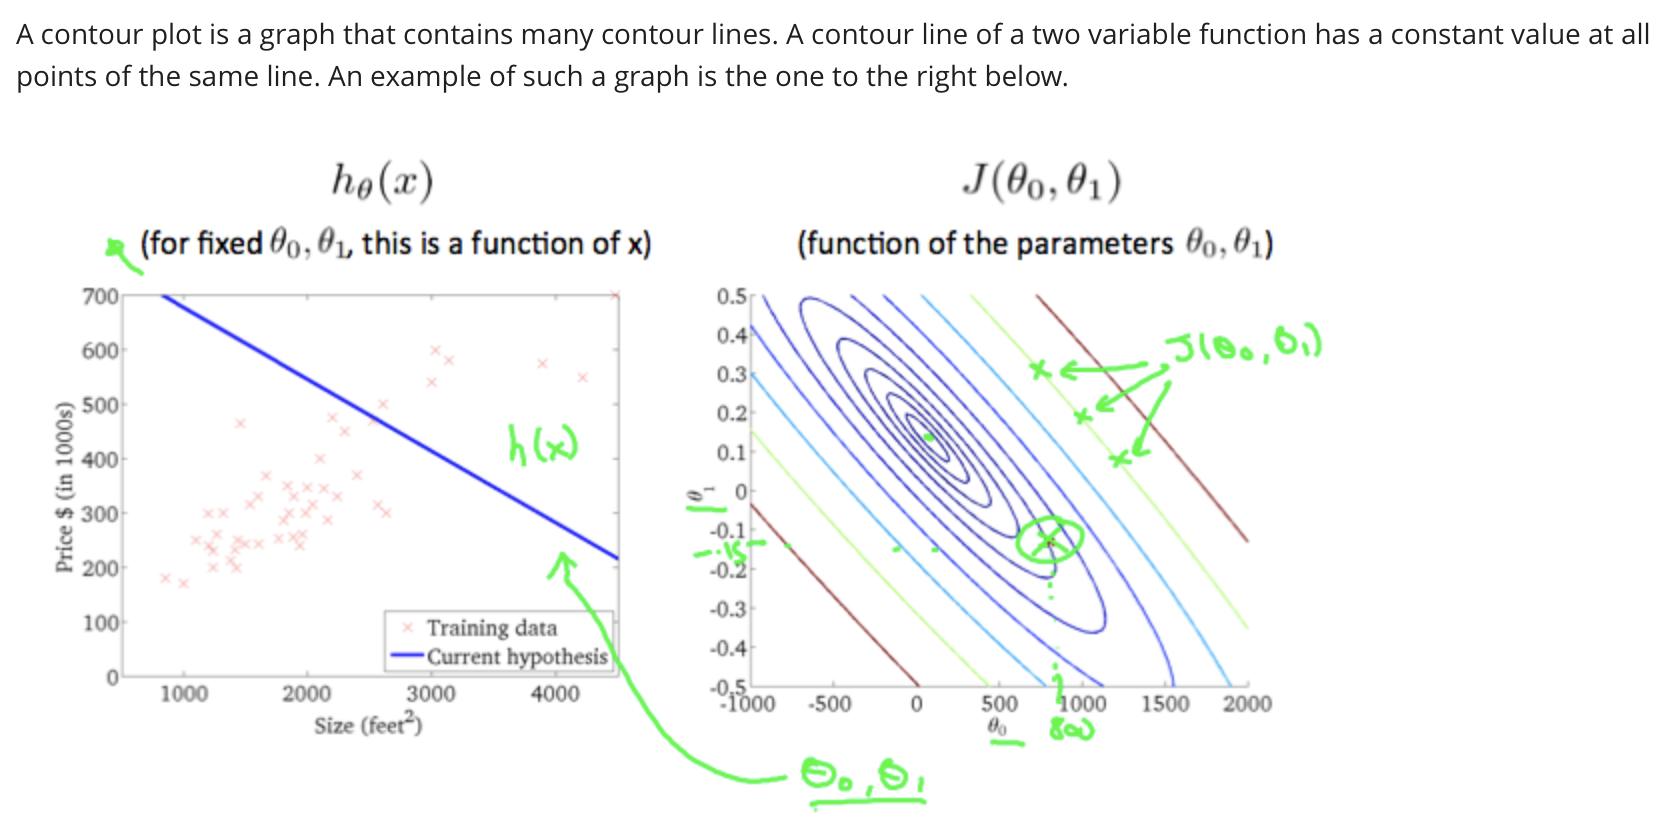 A contour plot is a graph that contains many contour lines. A contour line of a two variable function has a constant value at all
points of the same line. An example of such a graph is the one to the right below.
hθ(x)
(for fixed θ₀, θ₁, this is a function of x)
700
600
500
400
300
200
100
0
Price $ (in 1000s)
h(x)
Training data
Current hypothesis
1000 2000 3000 4000
Size (feet²)
J(θ₀, θ₁)
(function of the parameters θ₀, θ₁)
0.5
0.4
0.3
0.2
0.1
0
-0.1
-0.2
-0.3
-0.4
-0.5
θ₁
-.15
J(θ₀, θ₁)
-1000 -500 0 500 1000 1500 2000
θ₀
800
θ₀, θ₁